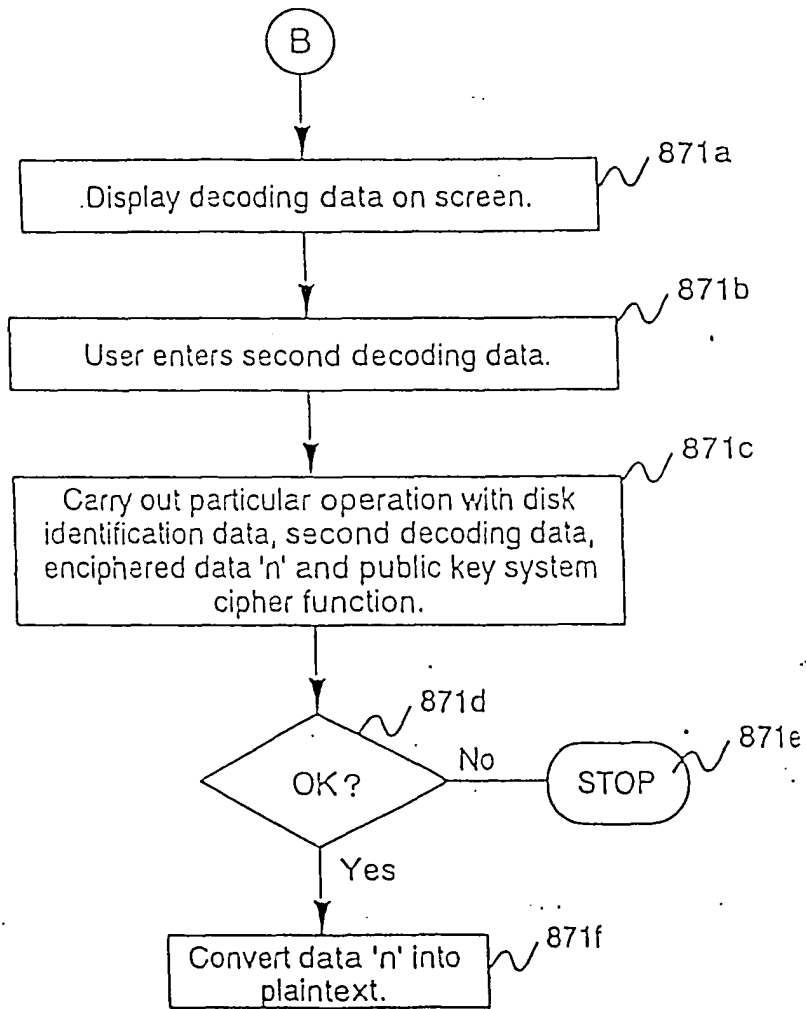 B
871a
Display decoding data on screen.
871b
User enters second decoding data.
871c
Carry out particular operation with disk
identification data, second decoding data,
enciphered data 'n' and public key system
cipher function.
871d
OK?
No
871e
STOP
Yes
871f
Convert data 'n' into
plaintext.